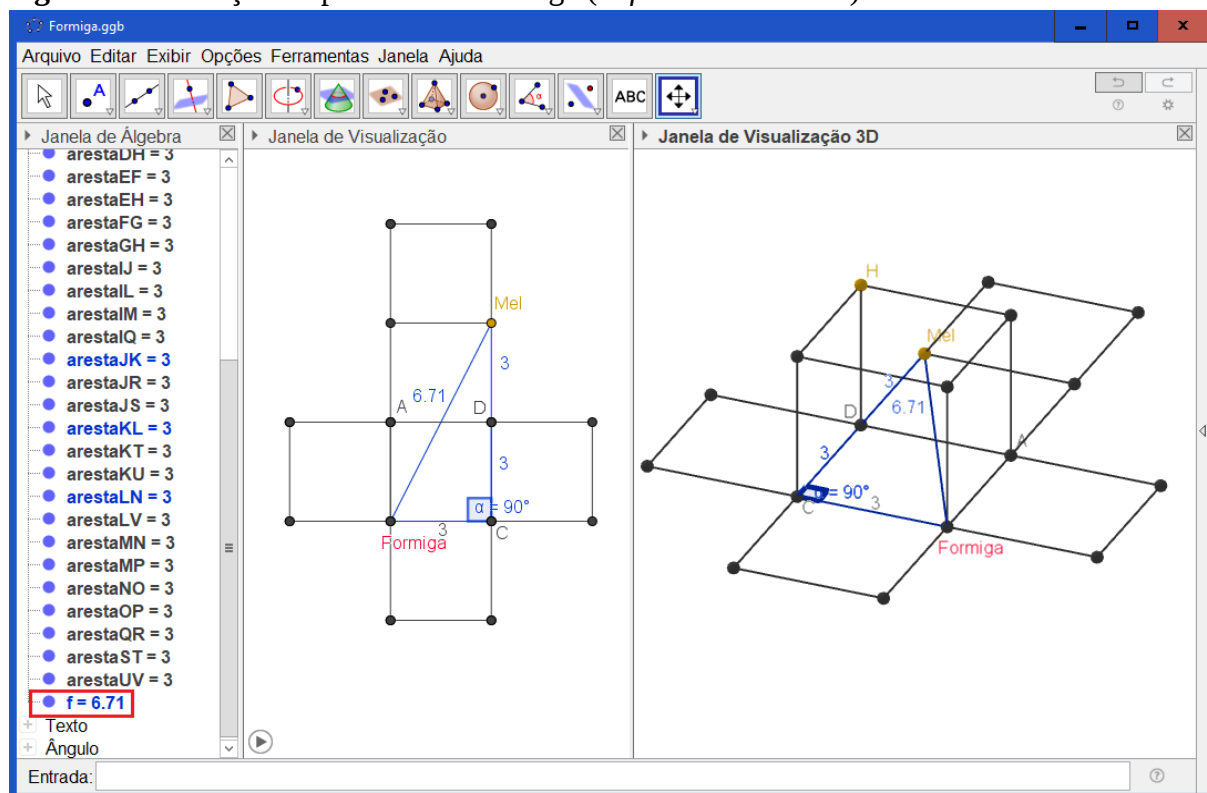 Formiga.ggb
Arquivo Editar Exibir Opções Ferramentas Janela Ajuda
ABC
Janela de Álgebra
arestaDH = 3
arestaEF = 3
arestaEH = 3
arestaFG = 3
arestaGH = 3
arestaIJ = 3
arestaIL = 3
arestaIM = 3
arestaIQ = 3
arestaJK = 3
arestaJR = 3
arestaJS = 3
arestaKL = 3
arestaKT = 3
arestaKU = 3
arestaLN = 3
arestaLV = 3
arestaMN = 3
arestaMP = 3
arestaNO = 3
arestaOP = 3
arestaQR = 3
arestaST = 3
arestaUV = 3
f = 6.71
Texto
Ângulo
Janela de Visualização
Mel
3
6.71
A
D
3
α = 90°
3
Formiga
C
Janela de Visualização 3D
H
Mel
3
6.71
D
A
3
α = 90°
C
3
Formiga
Entrada: